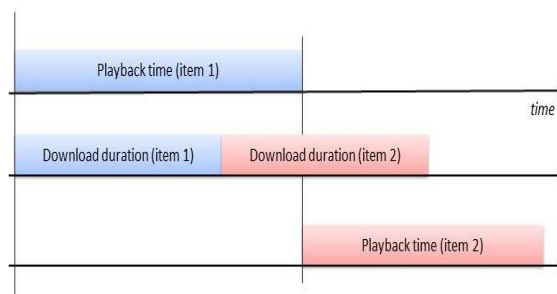 Playback time (item 1)
time
Download duration (item 1)
Download duration (item 2)
Playback time (item 2)